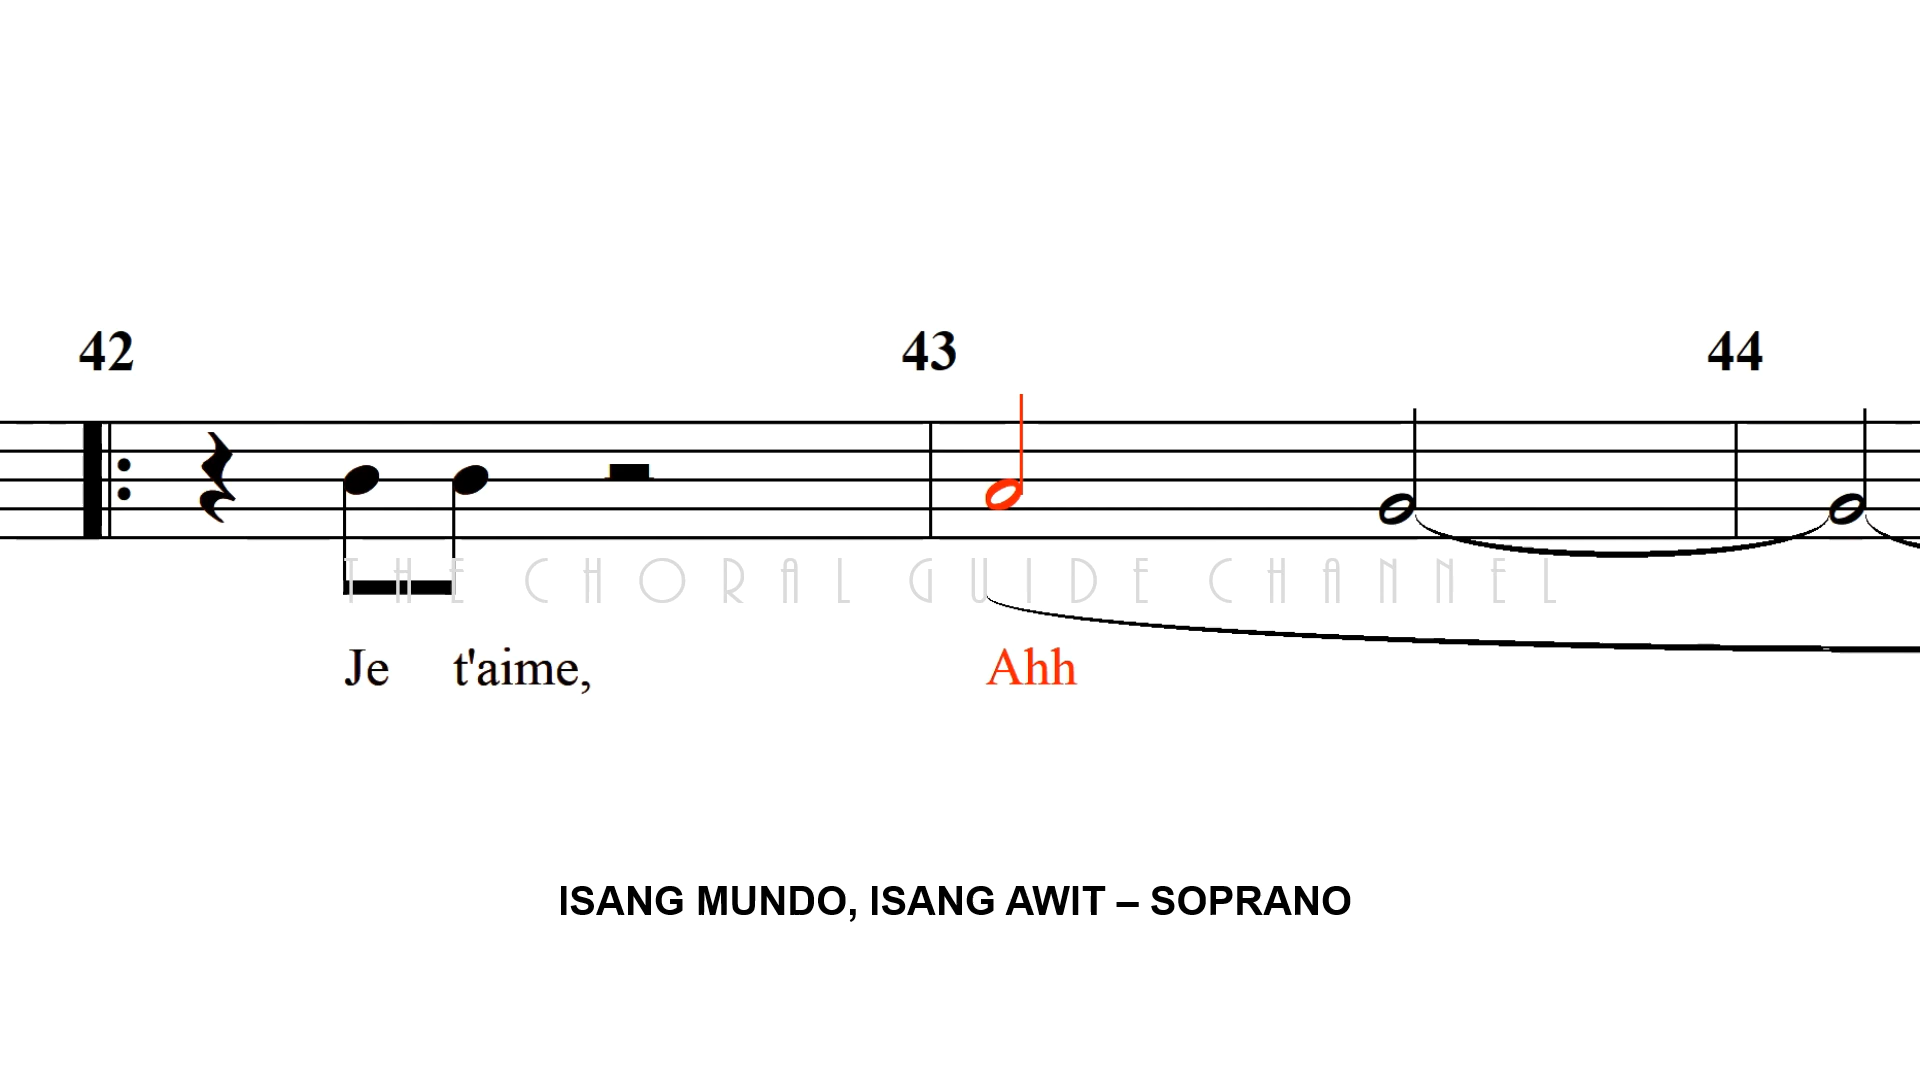 42 43 44
THE CHORAL GUIDE CHANNEL
Je t'aime, Ahh
ISANG MUNDO, ISANG AWIT – SOPRANO